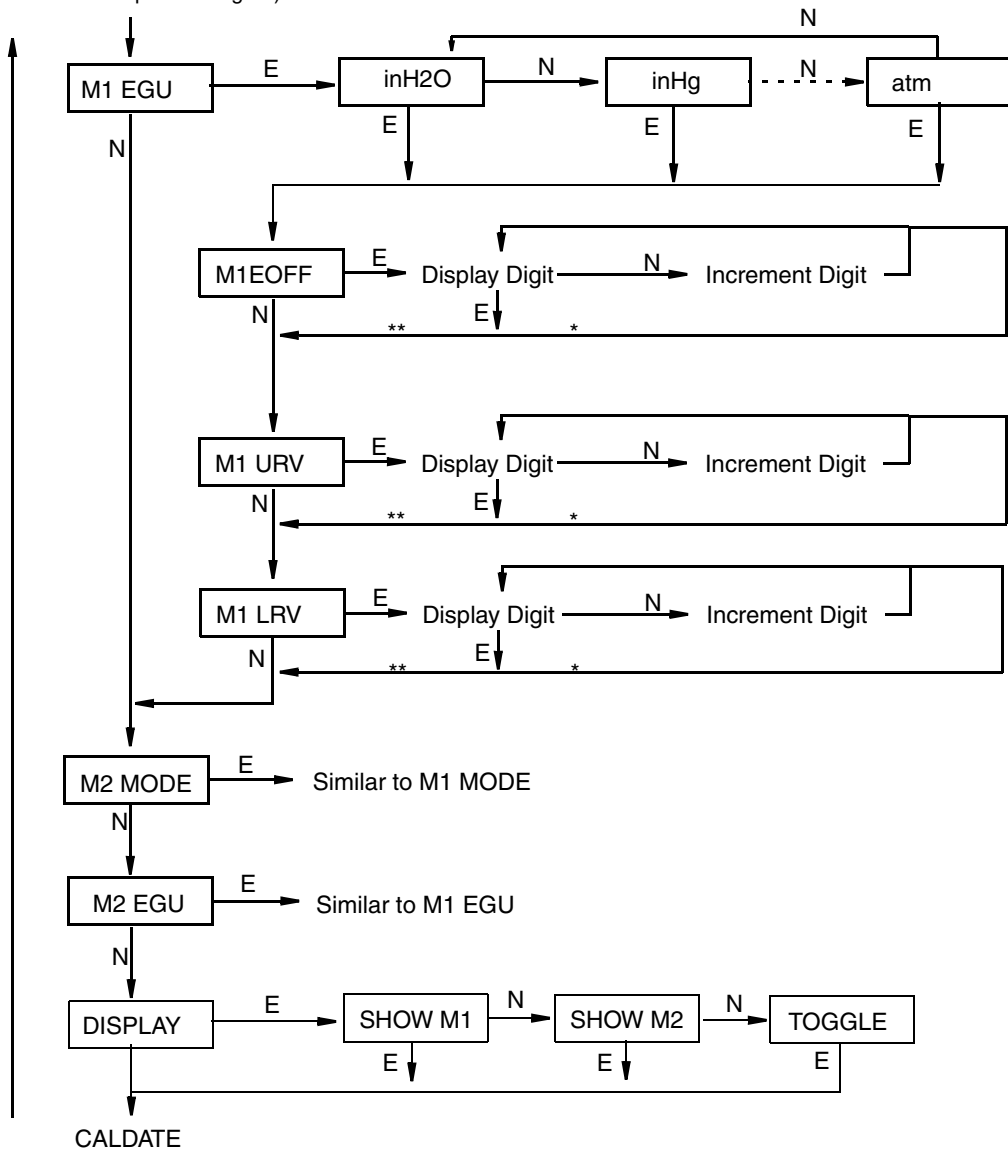 N
M1 EGU E inH2O N inHg N atm
N E E E
M1EOFF E Display Digit N Increment Digit
N E
** *
M1 URV E Display Digit N Increment Digit
N E
** *
M1 LRV E Display Digit N Increment Digit
N E
** *
M2 MODE E Similar to M1 MODE
N
M2 EGU E Similar to M1 EGU
N
DISPLAY E SHOW M1 N SHOW M2 N TOGGLE
E E E
CALDATE